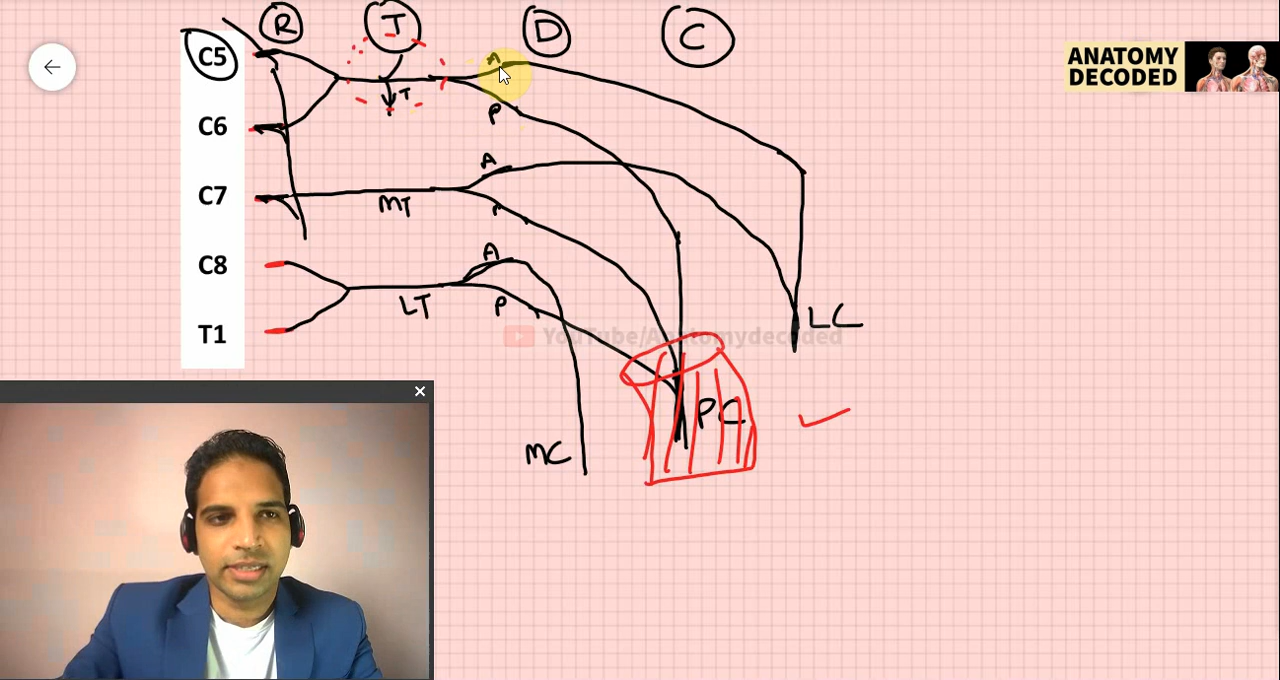 R T D C
C5
A
T
P
C6
A
C7
MT
P
A
C8
LT
P
T1
LC
PC
MC
ANATOMY
DECODED
YouTube/Anatomydecoded